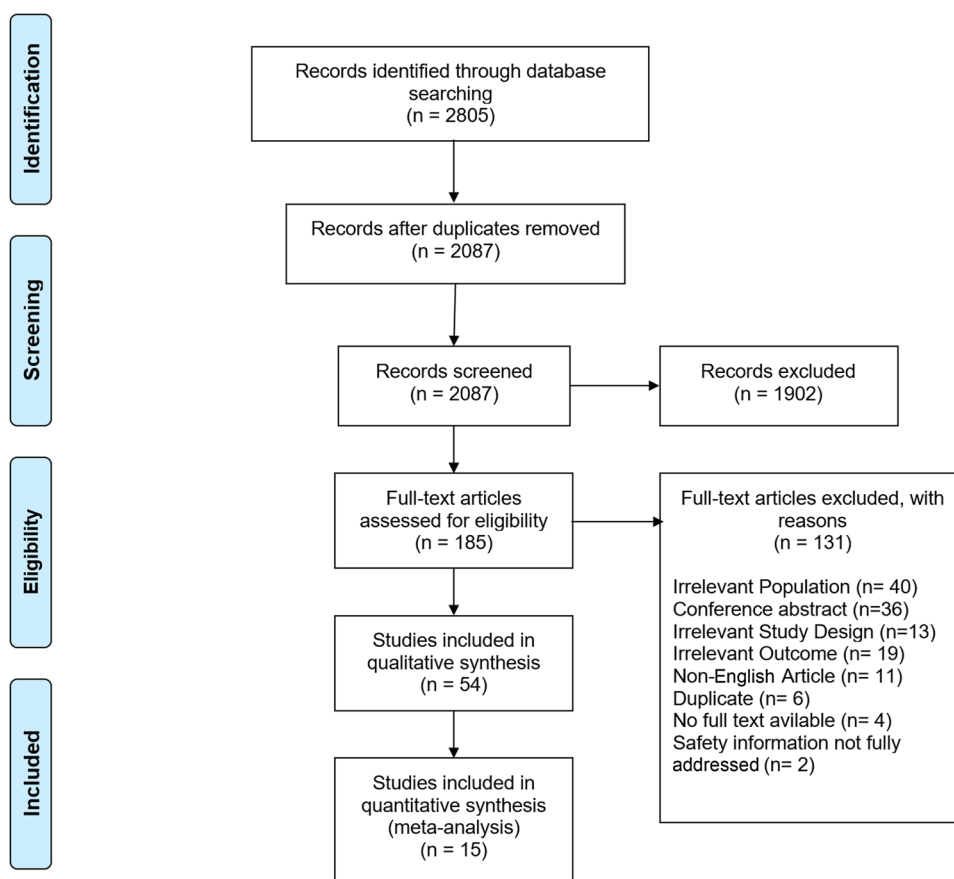 Identification
Records identified through database
searching
(n = 2805)
Records after duplicates removed
(n = 2087)
Screening
Records screened
(n = 2087)
Records excluded
(n = 1902)
Eligibility
Full-text articles
assessed for eligibility
(n = 185)
Full-text articles excluded, with
reasons
(n = 131)
Irrelevant Population (n= 40)
Conference abstract (n=36)
Irrelevant Study Design (n=13)
Irrelevant Outcome (n= 19)
Non-English Article (n= 11)
Duplicate (n= 6)
No full text avilable (n= 4)
Safety information not fully
addressed (n= 2)
Studies included in
qualitative synthesis
(n = 54)
Included
Studies included in
quantitative synthesis
(meta-analysis)
(n = 15)